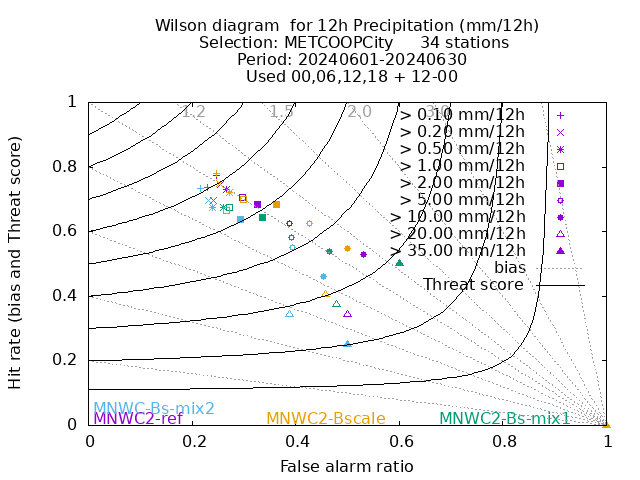 Wilson diagram  for 12h Precipitation (mm/12h)
Selection: METCOOPCity     34 stations
Period: 20240601-20240630
Used 00,06,12,18 + 12-00
1.2 1.5 2.0 3.0
> 0.10 mm/12h
> 0.20 mm/12h
> 0.50 mm/12h
> 1.00 mm/12h
> 2.00 mm/12h
> 5.00 mm/12h
> 10.00 mm/12h
> 20.00 mm/12h
> 35.00 mm/12h
bias
Threat score
Hit rate (bias and Threat score)
1
0.8
0.6
0.4
0.2
0
MNWC-Bs-mix2
MNWC2-ref MNWC2-Bscale MNWC2-Bs-mix1
0 0.2 0.4 0.6 0.8 1
False alarm ratio